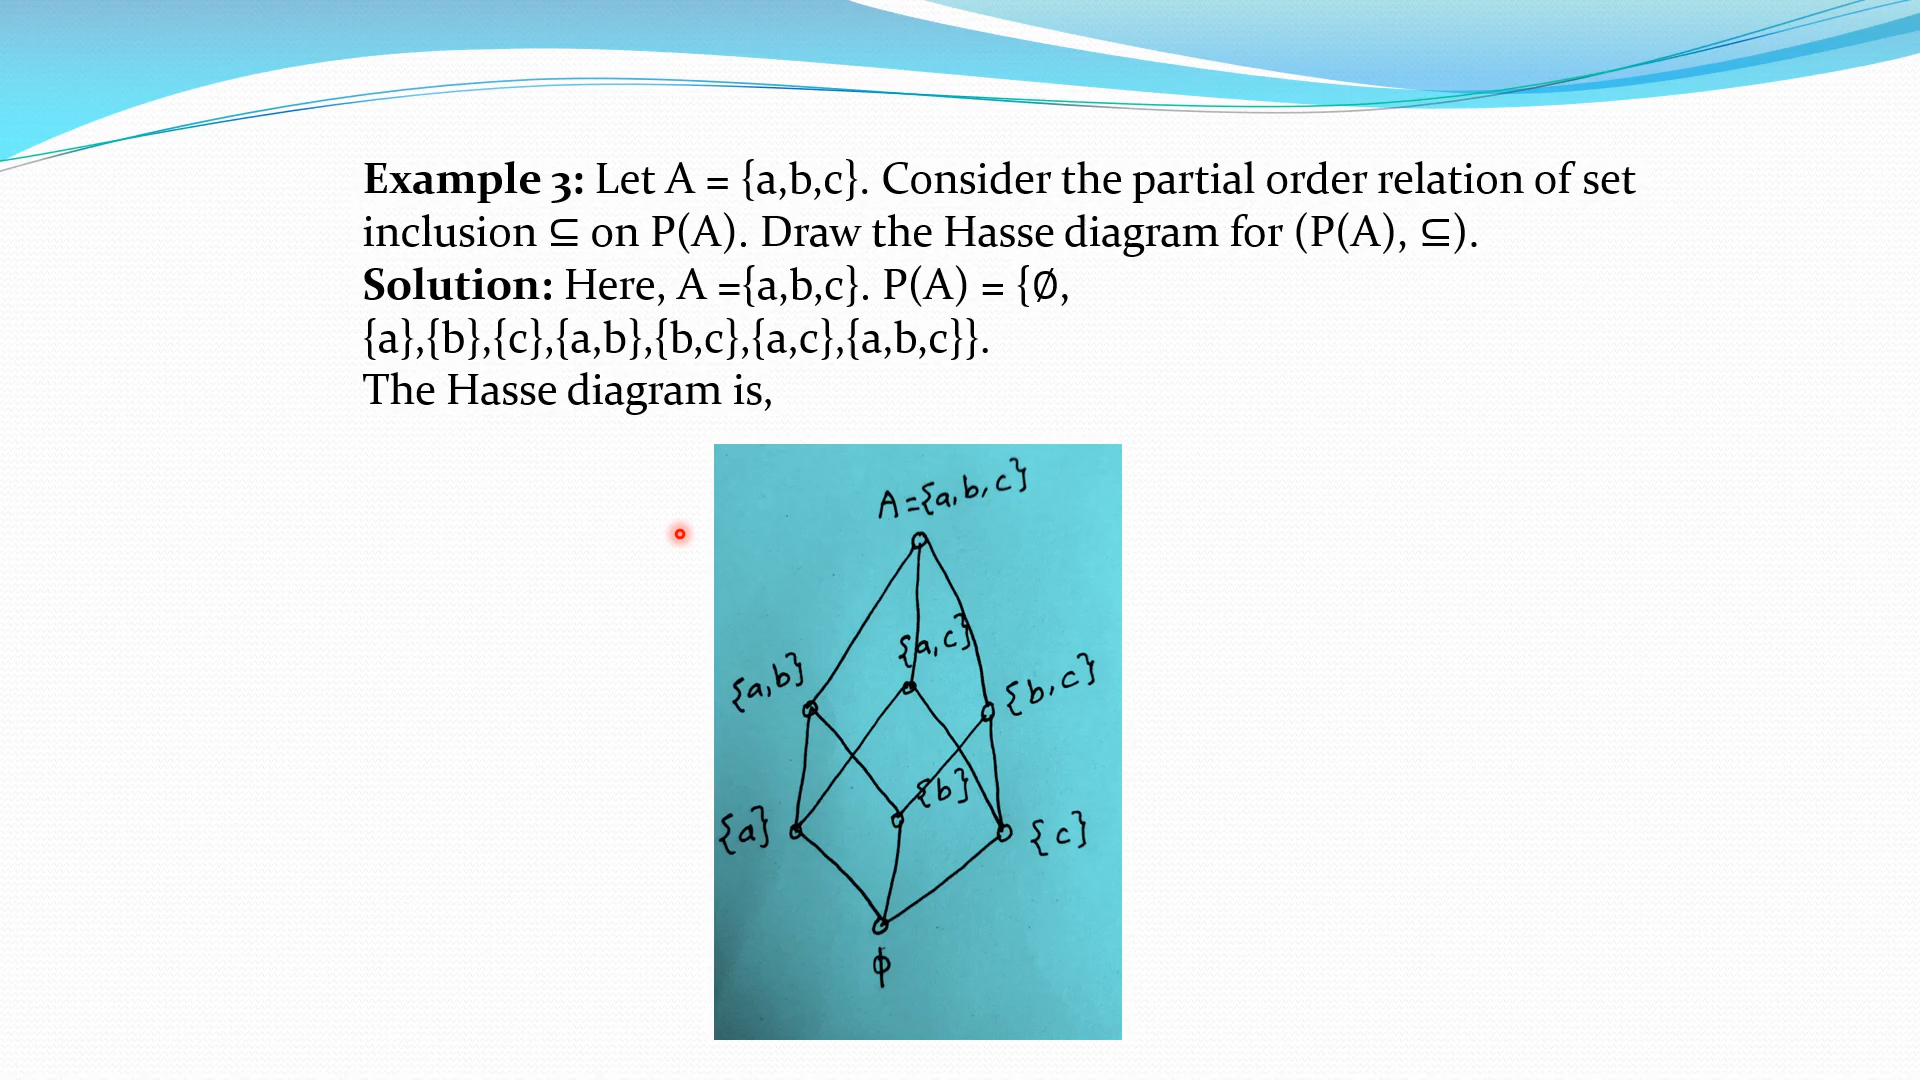 Example 3: Let A = {a,b,c}. Consider the partial order relation of set
inclusion ⊆ on P(A). Draw the Hasse diagram for (P(A), ⊆).
Solution: Here, A ={a,b,c}. P(A) = {∅,
{a},{b},{c},{a,b},{b,c},{a,c},{a,b,c}}.
The Hasse diagram is,
A={a,b,c}
{a,c}
{a,b}
{b,c}
{b}
{a}
{c}
ϕ